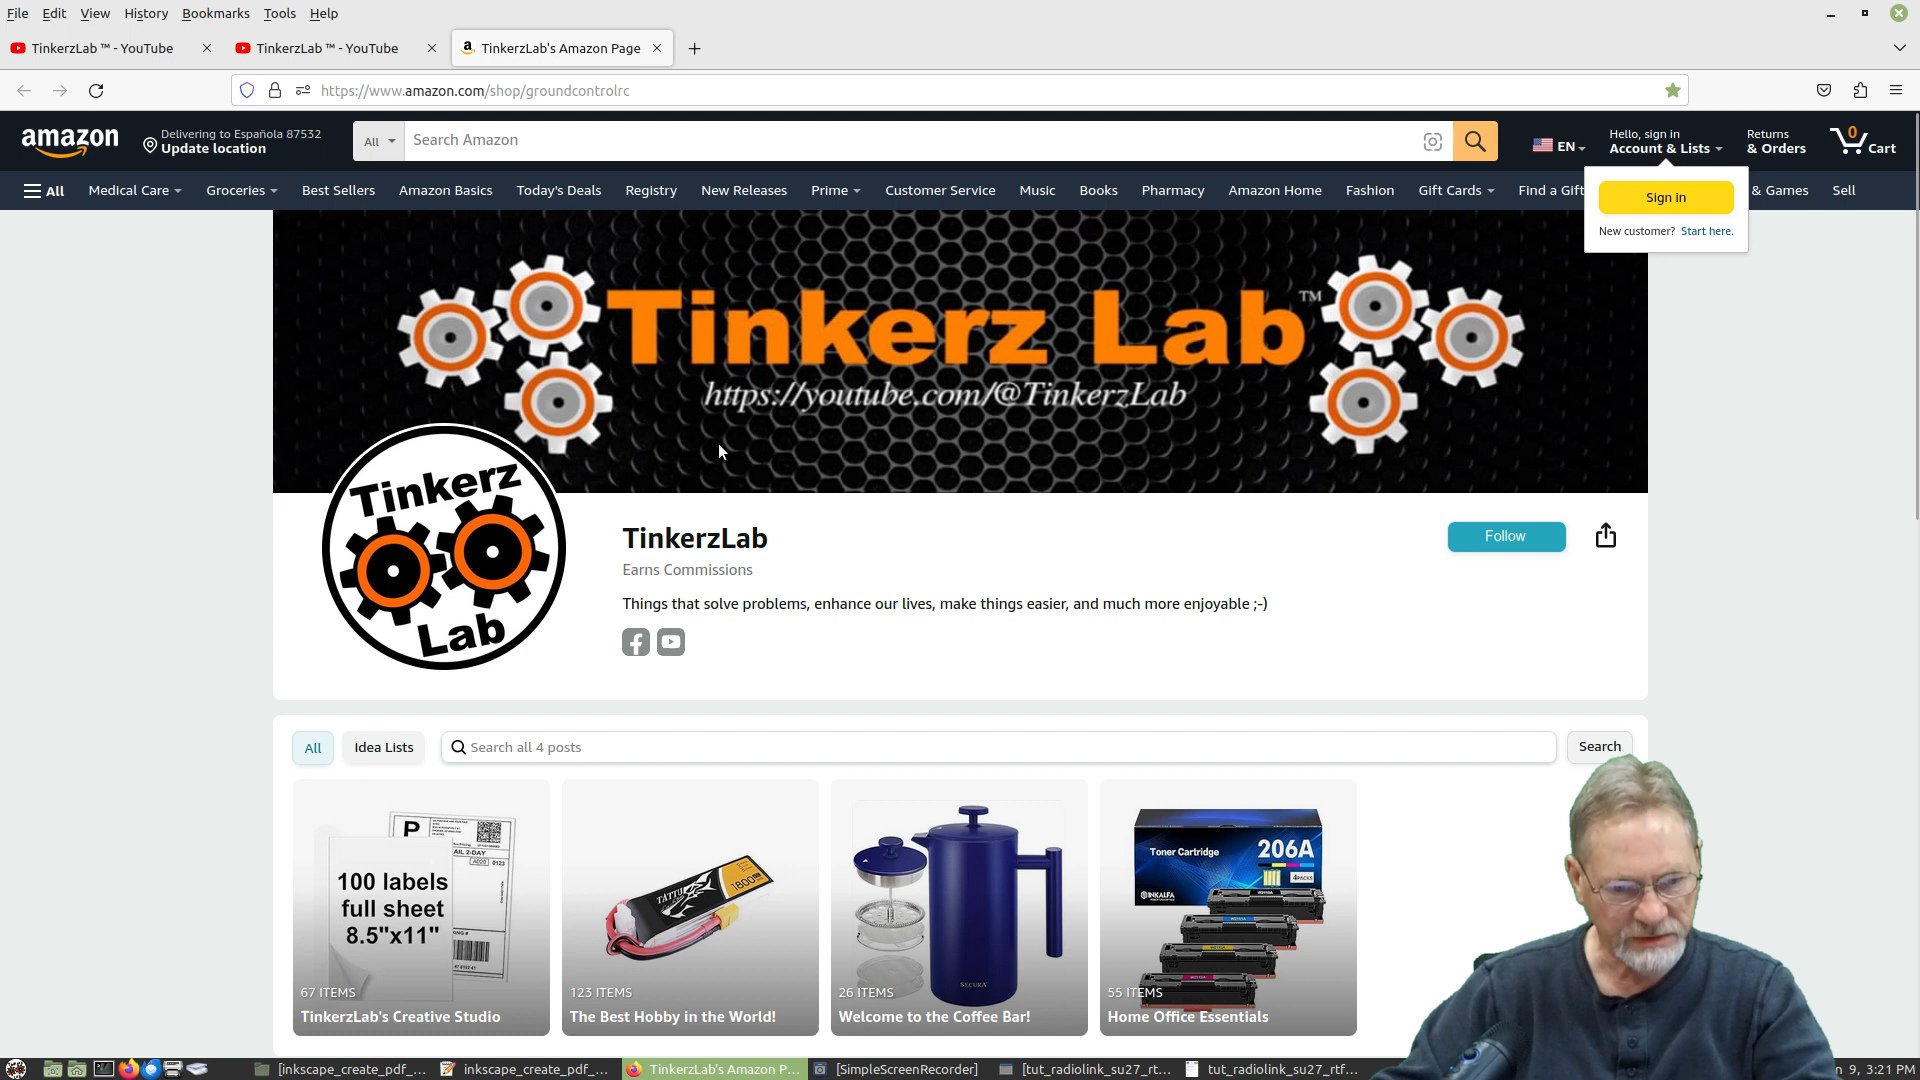 File Edit View History Bookmarks Tools Help
TinkerzLab ™ - YouTube
TinkerzLab ™ - YouTube
TinkerzLab's Amazon Page
https://www.amazon.com/shop/groundcontrolrc
amazon
Delivering to Española 87532
Update location
All
Search Amazon
EN
Hello, sign in
Account & Lists
Returns
& Orders
0
Cart
All Medical Care Groceries Best Sellers Amazon Basics Today's Deals Registry New Releases Prime Customer Service Music Books Pharmacy Amazon Home Fashion Gift Cards Find a Gift & Games Sell
Sign in
New customer? Start here.
Tinkerz Lab ™
https://youtube.com/@TinkerzLab
Tinkerz
Lab
TinkerzLab
Earns Commissions
Things that solve problems, enhance our lives, make things easier, and much more enjoyable ;-)
Follow
All
Idea Lists
Search all 4 posts
Search
P
AIL 2-DAY
100 labels
full sheet
8.5"x11"
67 ITEMS
TinkerzLab's Creative Studio
TATTU
1800
123 ITEMS
The Best Hobby in the World!
SECURA
26 ITEMS
Welcome to the Coffee Bar!
Toner Cartridge
206A
4PACKS
INKALFA
55 ITEMS
Home Office Essentials
[inkscape_create_pdf_...
inkscape_create_pdf_...
TinkerzLab's Amazon P...
[SimpleScreenRecorder]
[tut_radiolink_su27_rt...
tut_radiolink_su27_rtf...
n 9, 3:21 PM